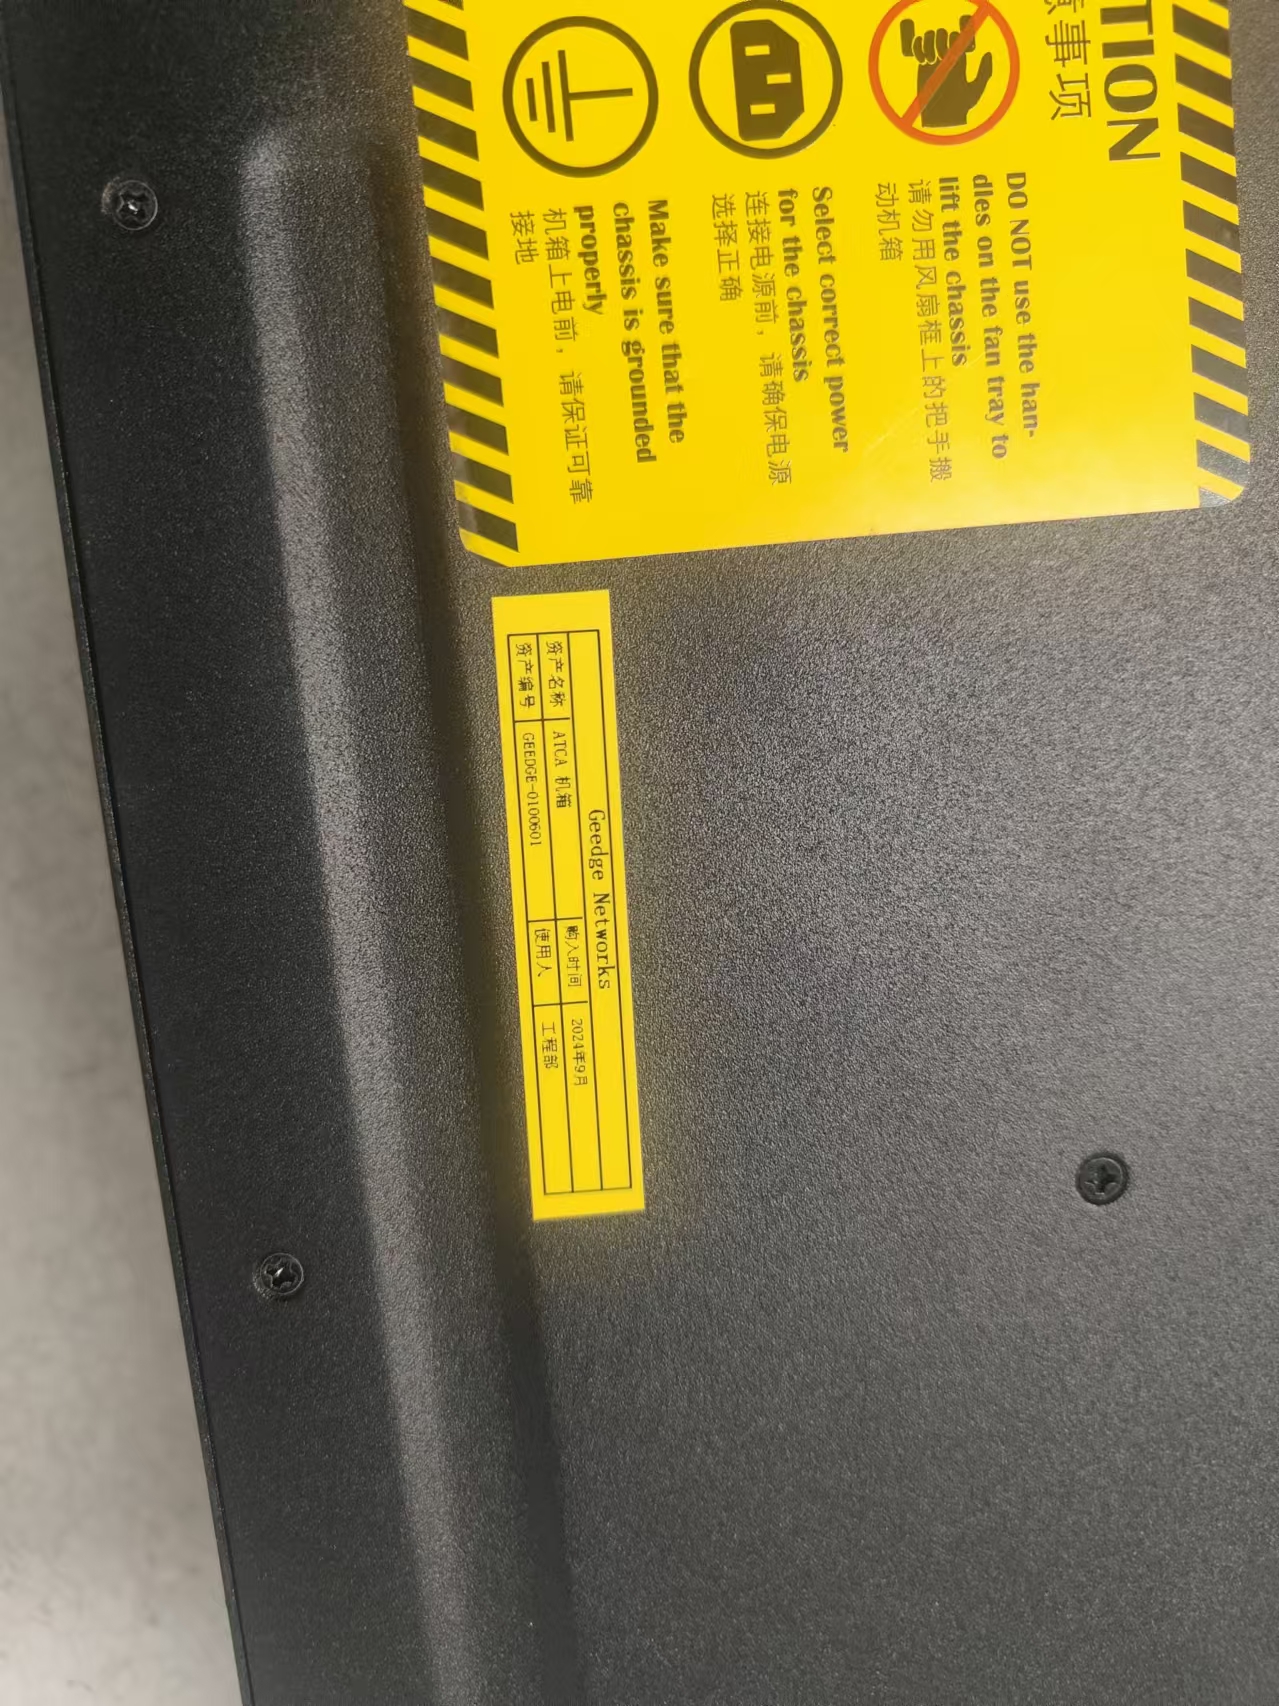 TION
事项
DO NOT use the han-
dles on the fan tray to
lift the chassis
请勿用风扇框上的把手搬
动机箱
Select correct power
for the chassis
连接电源前，请确保电源
选择正确
Make sure that the
chassis is grounded
properly
机箱上电前，请保证可靠
接地
Geedge Networks
资产名称 ATCA 机箱 购入时间 2024年9月
资产编号 GEEDGE-0100601 使用人 工程部